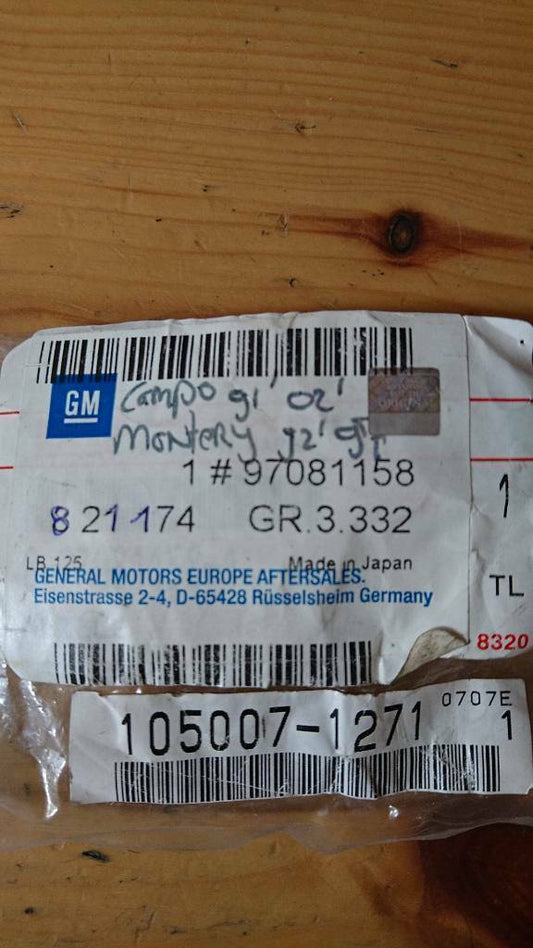 GM
Campo 91' 02'
Montery 92'
1 # 97081158
8 21 174 GR.3.332
1
LB 125 Made in Japan
GENERAL MOTORS EUROPE AFTERSALES.
Eisenstrasse 2-4, D-65428 Rüsselsheim Germany
TL
8320
0707E
105007-1271 1